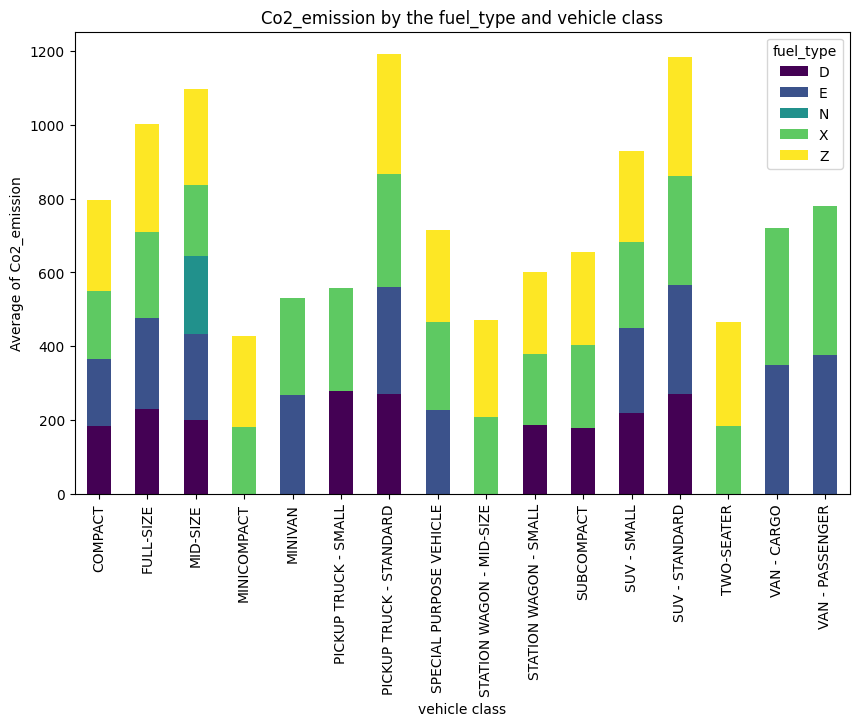 Co2_emission by the fuel_type and vehicle class
Average of Co2_emission
1200
1000
800
600
400
200
0
fuel_type
D
E
N
X
Z
COMPACT
FULL-SIZE
MID-SIZE
MINICOMPACT
MINIVAN
PICKUP TRUCK - SMALL
PICKUP TRUCK - STANDARD
SPECIAL PURPOSE VEHICLE
STATION WAGON - MID-SIZE
STATION WAGON - SMALL
SUBCOMPACT
SUV - SMALL
SUV - STANDARD
TWO-SEATER
VAN - CARGO
VAN - PASSENGER
vehicle class